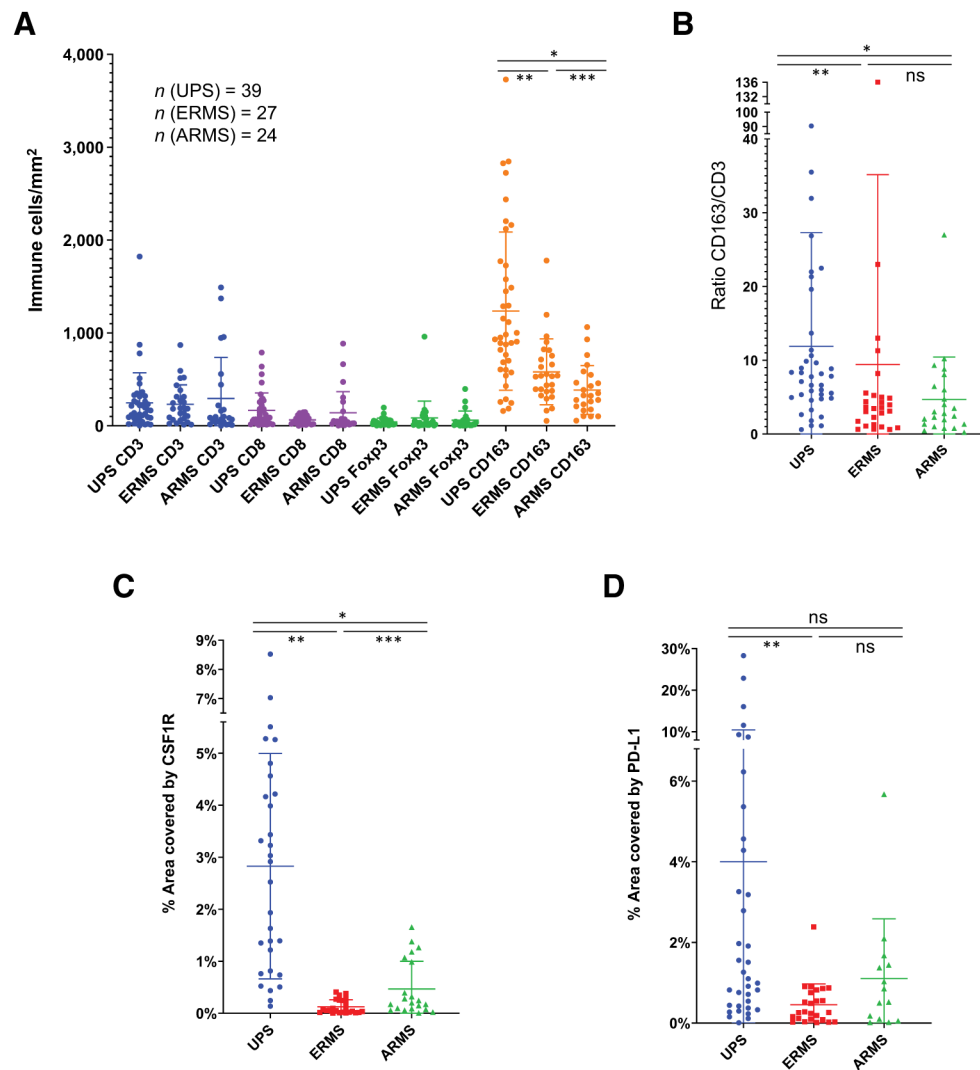 A
Immune cells/mm²
4,000
3,000
2,000
1,000
0
n (UPS) = 39
n (ERMS) = 27
n (ARMS) = 24
*
** ***
UPS CD3
ERMS CD3
ARMS CD3
UPS CD8
ERMS CD8
ARMS CD8
UPS Foxp3
ERMS Foxp3
ARMS Foxp3
UPS CD163
ERMS CD163
ARMS CD163
B
Ratio CD163/CD3
*
** ns
136
132
100
90
40
30
20
10
0
UPS
ERMS
ARMS
C
% Area covered by CSF1R
*
** ***
9%
8%
7%
6%
5%
4%
3%
2%
1%
0%
UPS
ERMS
ARMS
D
% Area covered by PD-L1
ns
** ns
30%
20%
10%
6%
4%
2%
0%
UPS
ERMS
ARMS